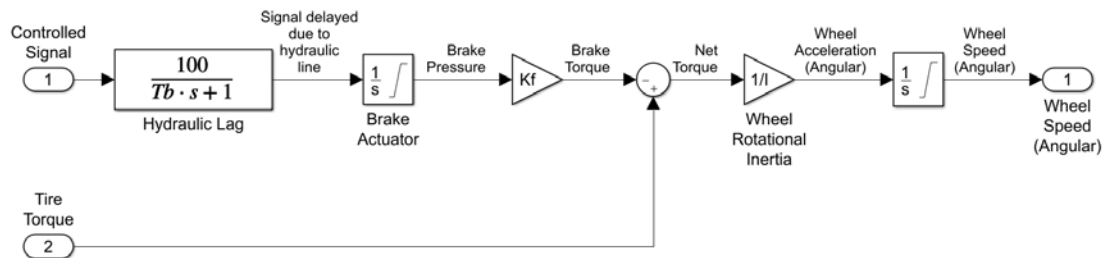 Controlled
Signal
1
100
Tb · s + 1
Hydraulic Lag
Signal delayed
due to
hydraulic
line
1
s
Brake
Actuator
Brake
Pressure
Kf
Brake
Torque
−
+
Net
Torque
1/I
Wheel
Rotational
Inertia
Wheel
Acceleration
(Angular)
1
s
Wheel
Speed
(Angular)
1
Wheel
Speed
(Angular)
Tire
Torque
2